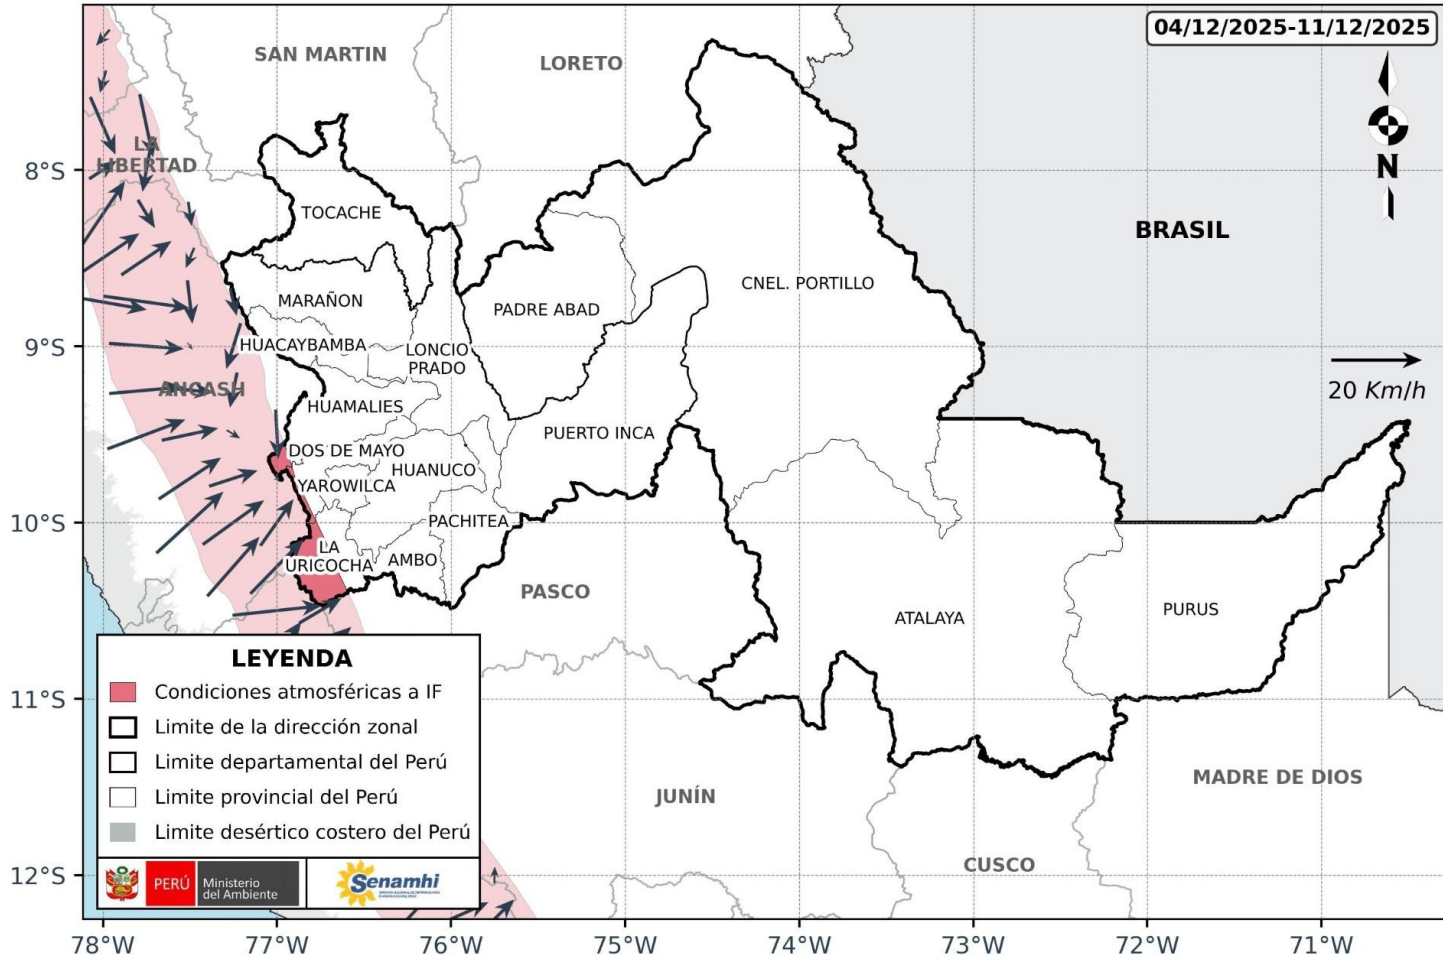 04/12/2025-11/12/2025
SAN MARTIN
LORETO
LA
LIBERTAD
8°S
N
TOCACHE
BRASIL
MARAÑON
PADRE ABAD
CNEL. PORTILLO
9°S
HUACAYBAMBA
LONCIO
PRADO
ANCASH
20 Km/h
HUAMALIES
PUERTO INCA
DOS DE MAYO
HUANUCO
YAROWILCA
10°S
PACHITEA
LA
URICOCHA
AMBO
PASCO
ATALAYA
PURUS
LEYENDA
Condiciones atmosféricas a IF
Limite de la dirección zonal
Limite departamental del Perú
Limite provincial del Perú
Limite desértico costero del Perú
11°S
JUNÍN
MADRE DE DIOS
12°S
CUSCO
PERÚ
Ministerio
del Ambiente
Senamhi
78°W
77°W
76°W
75°W
74°W
73°W
72°W
71°W